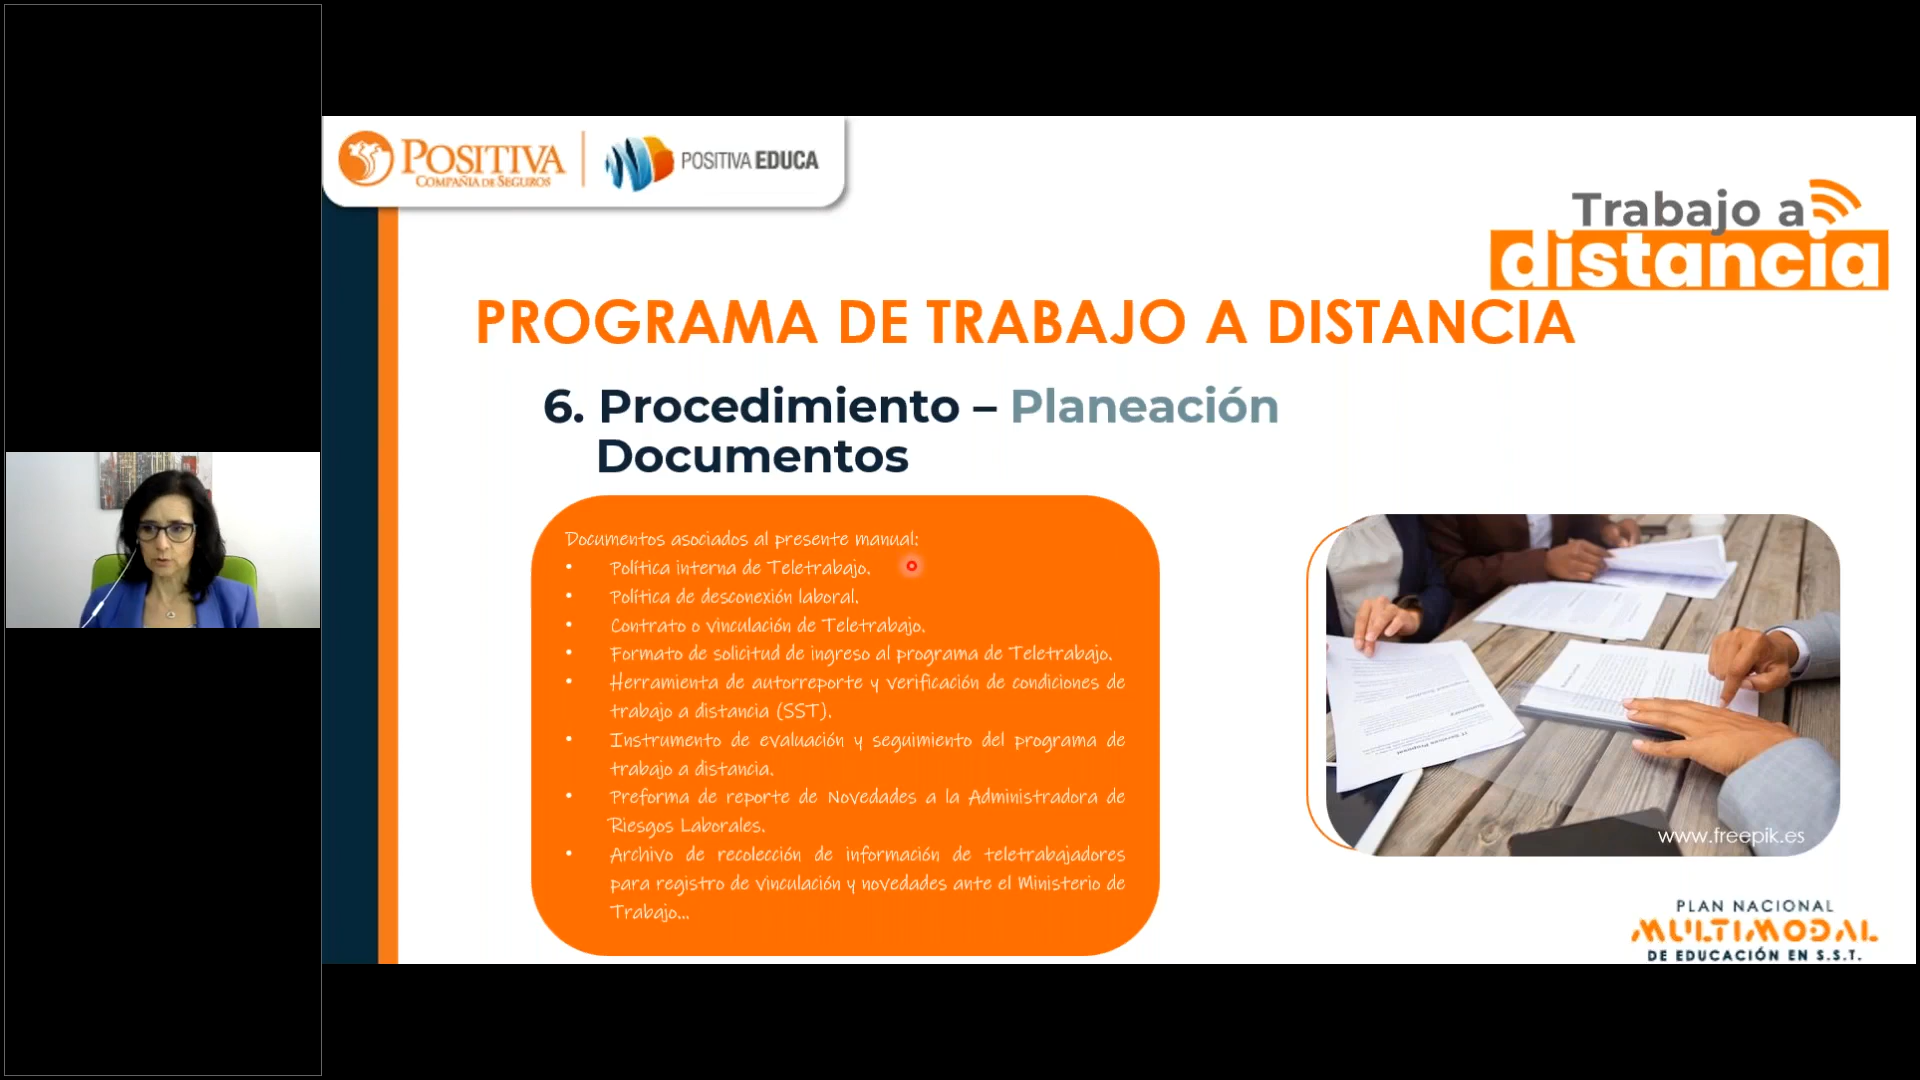 POSITIVA
COMPAÑIA DE SEGUROS
POSITIVA EDUCA
Trabajo a
distancia
PROGRAMA DE TRABAJO A DISTANCIA
6. Procedimiento – Planeación
Documentos
Documentos asociados al presente manual:
• Política interna de Teletrabajo.
• Política de desconexión laboral.
• Contrato o vinculación de Teletrabajo.
• Formato de solicitud de ingreso al programa de Teletrabajo.
• Herramienta de autorreporte y verificación de condiciones de
trabajo a distancia (SST).
• Instrumento de evaluación y seguimiento del programa de
trabajo a distancia.
• Preforma de reporte de Novedades a la Administradora de
Riesgos Laborales.
• Archivo de recolección de información de teletrabajadores
para registro de vinculación y novedades ante el Ministerio de
Trabajo...
www.freepik.es
PLAN NACIONAL
MULTIMODAL
DE EDUCACIÓN EN S.S.T.